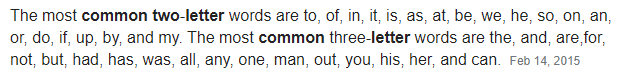 The most common two-letter words are to, of, in, it, is, as, at, be, we, he, so, on, an,
or, do, if, up, by, and my. The most common three-letter words are the, and, are,for,
not, but, had, has, was, all, any, one, man, out, you, his, her, and can. Feb 14, 2015